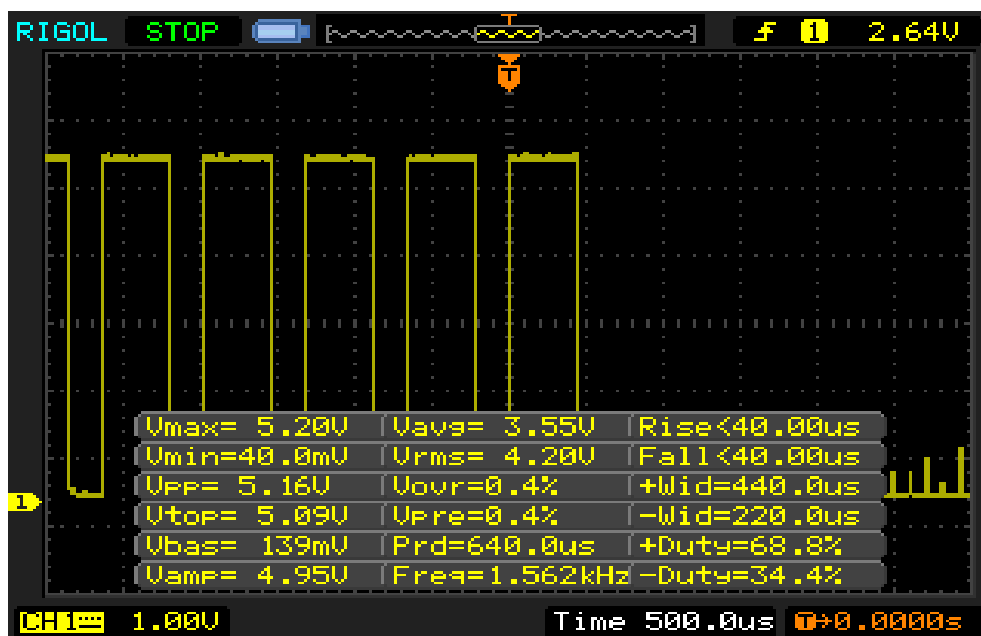 RIGOL STOP T f 1 2.64V
T
Vmax= 5.20V Vavg= 3.55V Rise<40.00us
Vmin=40.0mV Vrms= 4.20V Fall<40.00us
Vpp= 5.16V Vovr=0.4% +Wid=440.0us
1
Vtop= 5.09V Vpre=0.4% -Wid=220.0us
Vbas= 139mV Prd=640.0us +Duty=68.8%
Vamp= 4.95V Freq=1.562kHz -Duty=34.4%
CH1 1.00V Time 500.0us T→0.0000s